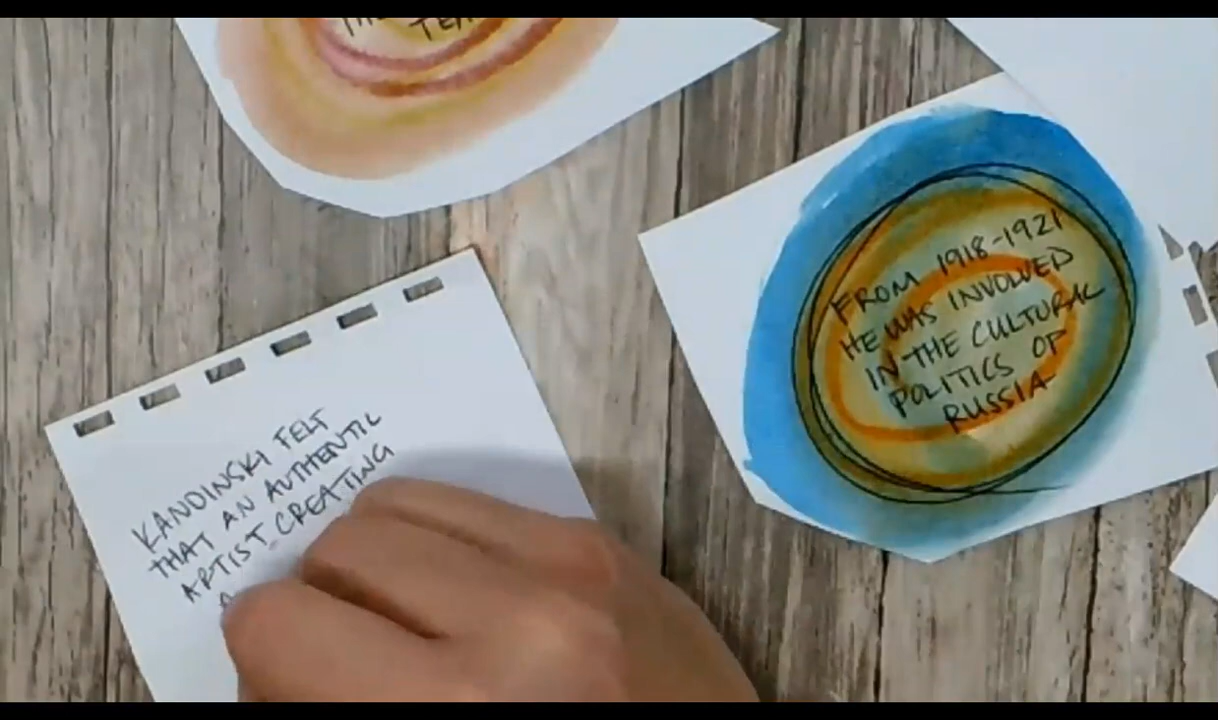 TEA
FROM 1918-1921
HE WAS INVOLVED
IN THE CULTURAL
POLITICS OF
RUSSIA
KANDINSKI FELT
THAT AN AUTHENTIC
ARTIST CREATING